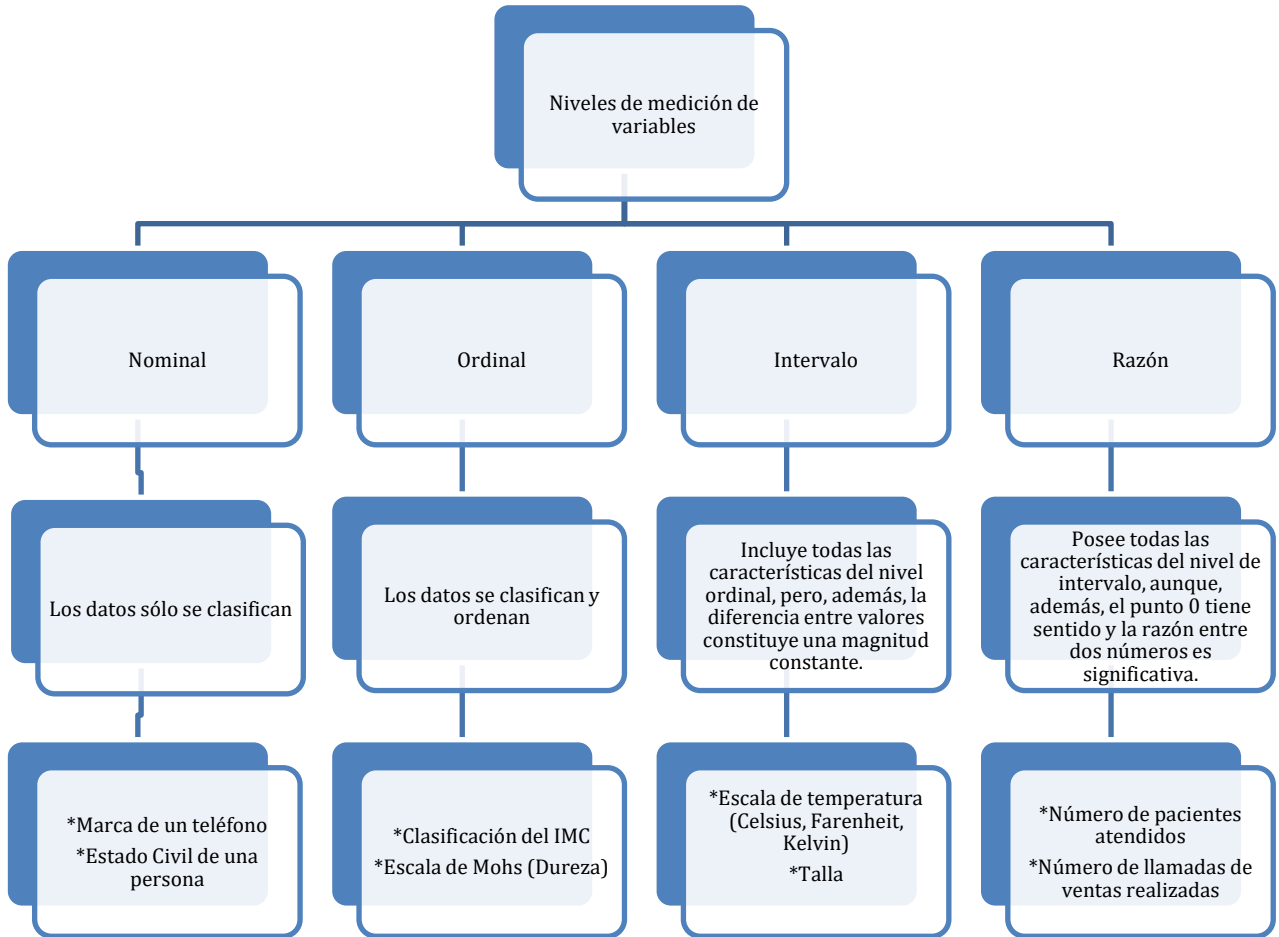 Niveles de medición de
variables
Nominal
Ordinal
Intervalo
Razón
Los datos sólo se clasifican
Los datos se clasifican y
ordenan
Incluye todas las
características del nivel
ordinal, pero, además, la
diferencia entre valores
constituye una magnitud
constante.
Posee todas las
características del nivel de
intervalo, aunque,
además, el punto 0 tiene
sentido y la razón entre
dos números es
significativa.
*Marca de un teléfono
*Estado Civil de una
persona
*Clasificación del IMC
*Escala de Mohs (Dureza)
*Escala de temperatura
(Celsius, Farenheit,
Kelvin)
*Talla
*Número de pacientes
atendidos
*Número de llamadas de
ventas realizadas